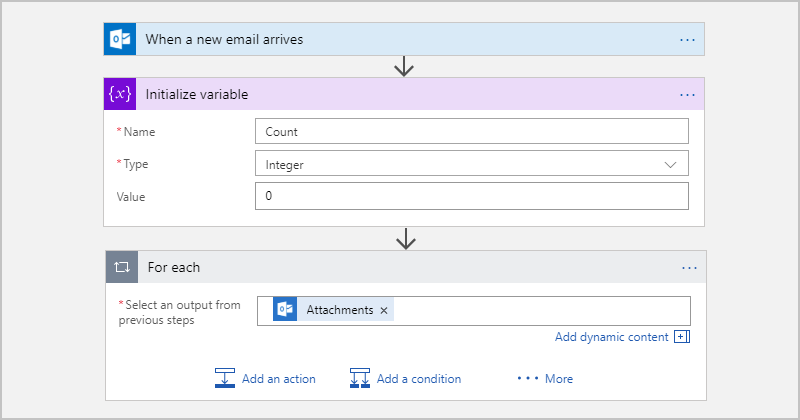 When a new email arrives
{x} Initialize variable
*Name Count
*Type Integer
Value 0
For each
*Select an output from
previous steps
Attachments ×
Add dynamic content
Add an action Add a condition More